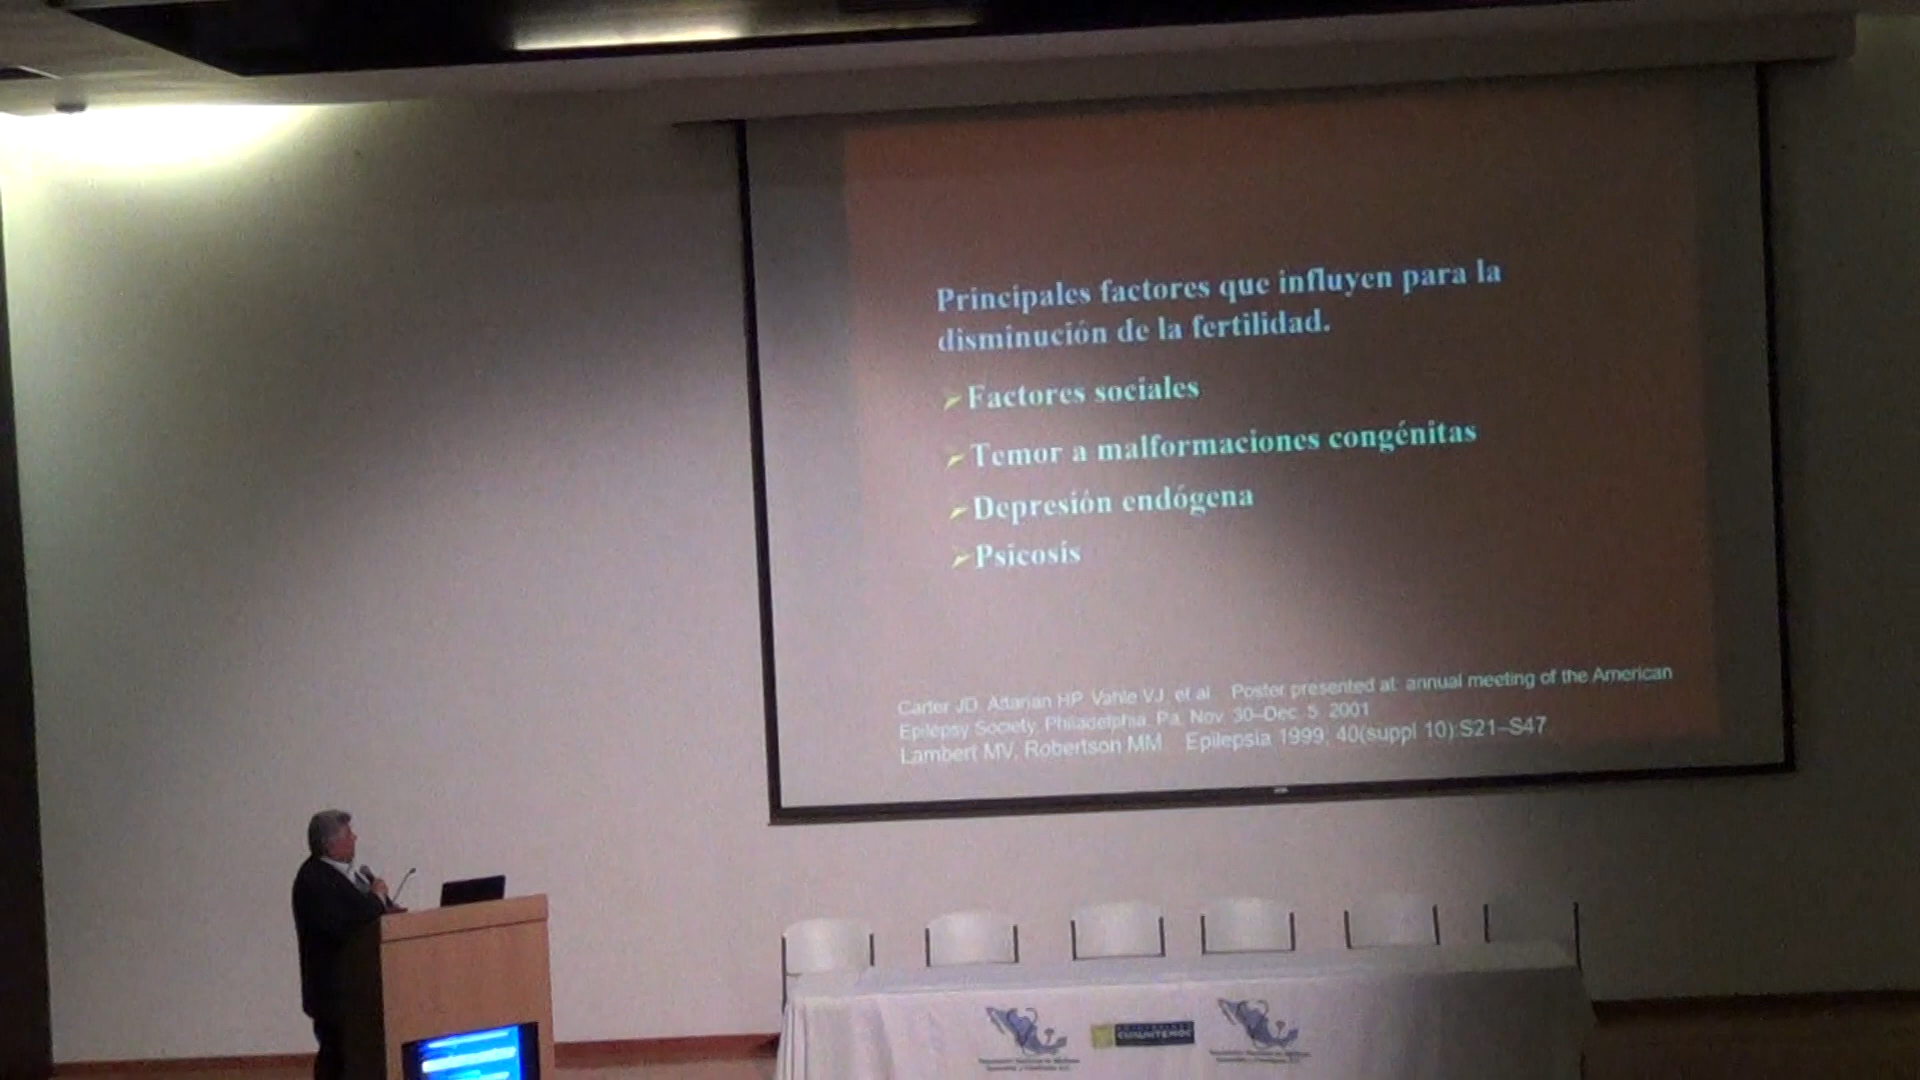 Principales factores que influyen para la
disminución de la fertilidad.
➢Factores sociales
➢Temor a malformaciones congénitas
➢Depresión endógena
➢Psicosis
Carter JD, Attarian HP, Vahle VJ, et al. Poster presented at: annual meeting of the American
Epilepsy Society, Philadelphia, Pa, Nov. 30–Dec. 5, 2001
Lambert MV, Robertson MM. Epilepsia 1999; 40(suppl 10):S21–S47
CUAUHTEMOC